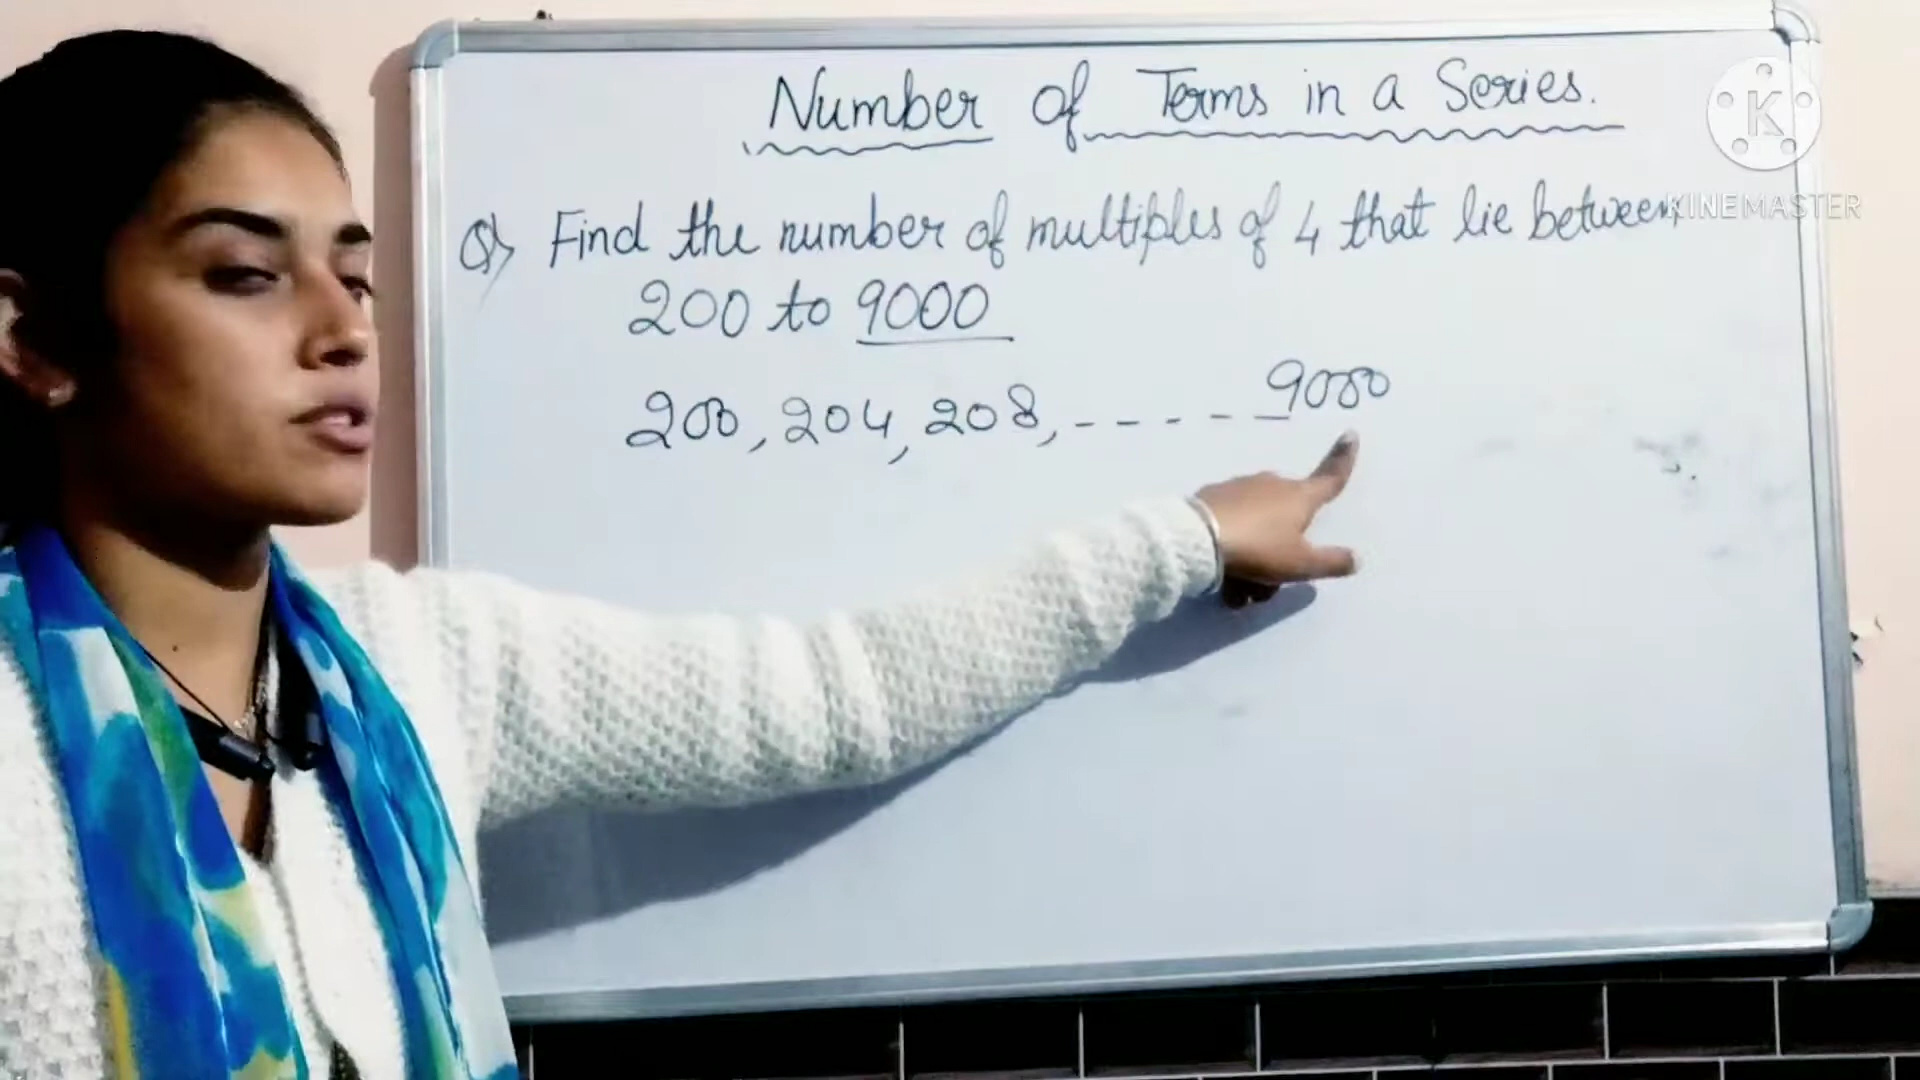 Number of Terms in a Series.
Q) Find the number of multiples of 4 that lie between
200 to 9000
200, 204, 208, ----- 9000
K
KINEMASTER